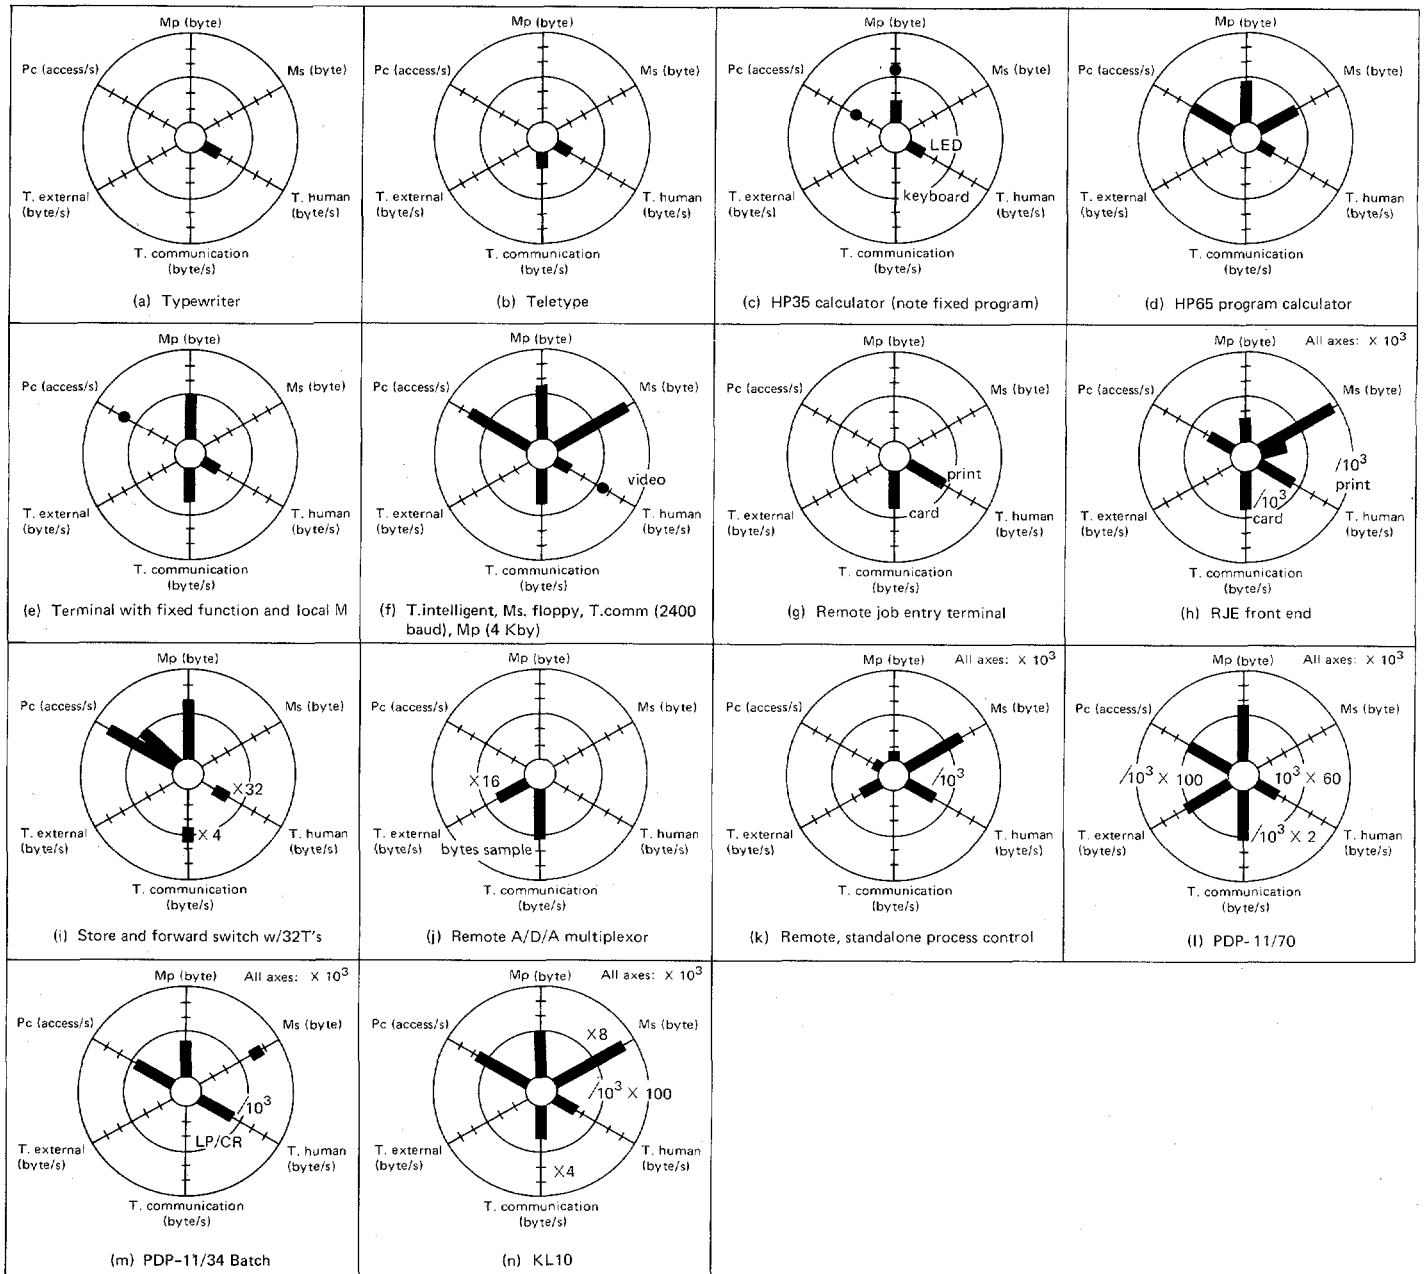 Mp (byte)
Pc (access/s)
Ms (byte)
T. external
(byte/s)
T. human
(byte/s)
T. communication
(byte/s)
(a) Typewriter
Mp (byte)
Pc (access/s)
Ms (byte)
T. external
(byte/s)
T. human
(byte/s)
T. communication
(byte/s)
(b) Teletype
Mp (byte)
Pc (access/s)
Ms (byte)
LED
keyboard
T. external
(byte/s)
T. human
(byte/s)
T. communication
(byte/s)
(c) HP35 calculator (note fixed program)
Mp (byte)
Pc (access/s)
Ms (byte)
T. external
(byte/s)
T. human
(byte/s)
T. communication
(byte/s)
(d) HP65 program calculator
Mp (byte)
Pc (access/s)
Ms (byte)
T. external
(byte/s)
T. human
(byte/s)
T. communication
(byte/s)
(e) Terminal with fixed function and local M
Mp (byte)
Pc (access/s)
Ms (byte)
video
T. external
(byte/s)
T. human
(byte/s)
T. communication
(byte/s)
(f) T.intelligent, Ms. floppy, T.comm (2400
baud), Mp (4 Kby)
Mp (byte)
Pc (access/s)
Ms (byte)
print
card
T. external
(byte/s)
T. human
(byte/s)
T. communication
(byte/s)
(g) Remote job entry terminal
Mp (byte) All axes: × 10³
Pc (access/s)
Ms (byte)
/10³
print
/10³
card
T. external
(byte/s)
T. human
(byte/s)
T. communication
(byte/s)
(h) RJE front end
Mp (byte)
Pc (access/s)
Ms (byte)
×32
×4
T. external
(byte/s)
T. human
(byte/s)
T. communication
(byte/s)
(i) Store and forward switch w/32T's
Mp (byte)
Pc (access/s)
Ms (byte)
×16
T. external
(byte/s)
bytes sample
T. human
(byte/s)
T. communication
(byte/s)
(j) Remote A/D/A multiplexor
Mp (byte) All axes: × 10³
Pc (access/s)
Ms (byte)
/10³
T. external
(byte/s)
T. human
(byte/s)
T. communication
(byte/s)
(k) Remote, standalone process control
Mp (byte) All axes: × 10³
Pc (access/s)
Ms (byte)
/10³ × 100
10³ × 60
/10³ × 2
T. external
(byte/s)
T. human
(byte/s)
T. communication
(byte/s)
(l) PDP-11/70
Mp (byte) All axes: × 10³
Pc (access/s)
Ms (byte)
/10³
LP/CR
T. external
(byte/s)
T. human
(byte/s)
T. communication
(byte/s)
(m) PDP-11/34 Batch
Mp (byte) All axes: × 10³
Pc (access/s)
Ms (byte)
×8
/10³ × 100
T. external
(byte/s)
T. human
(byte/s)
×4
T. communication
(byte/s)
(n) KL10